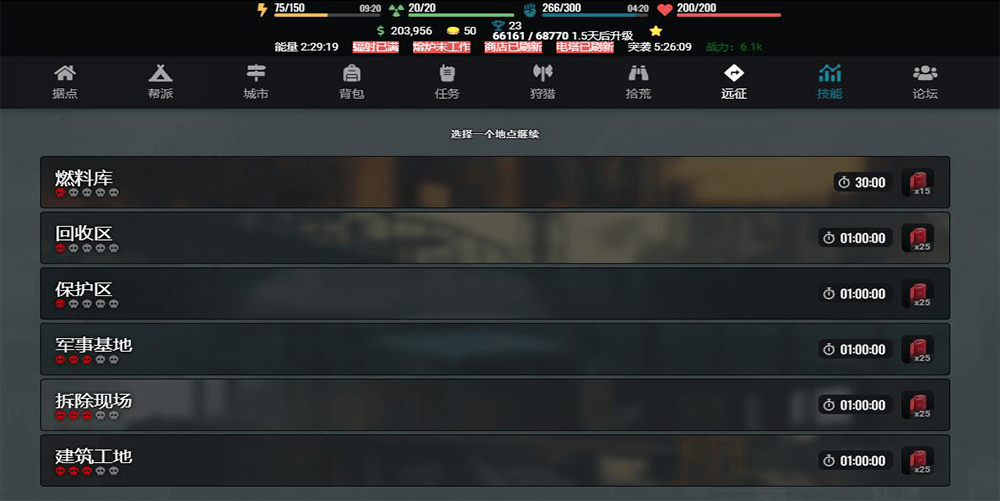 75/150 09:20 20/20 266/300 04:20 200/200
$ 203,956 50 23
66161 / 68770 1.5天后升级
能量 2:29:19 辐射已满 熔炉未工作 商店已刷新 电塔已刷新 突袭 5:26:09 战力: 6.1k
据点 帮派 城市 背包 任务 狩猎 拾荒 远征 技能 论坛
选择一个地点继续
燃料库 30:00 x15
回收区 01:00:00 x25
保护区 01:00:00 x25
军事基地 01:00:00 x25
拆除现场 01:00:00 x25
建筑工地 01:00:00 x25